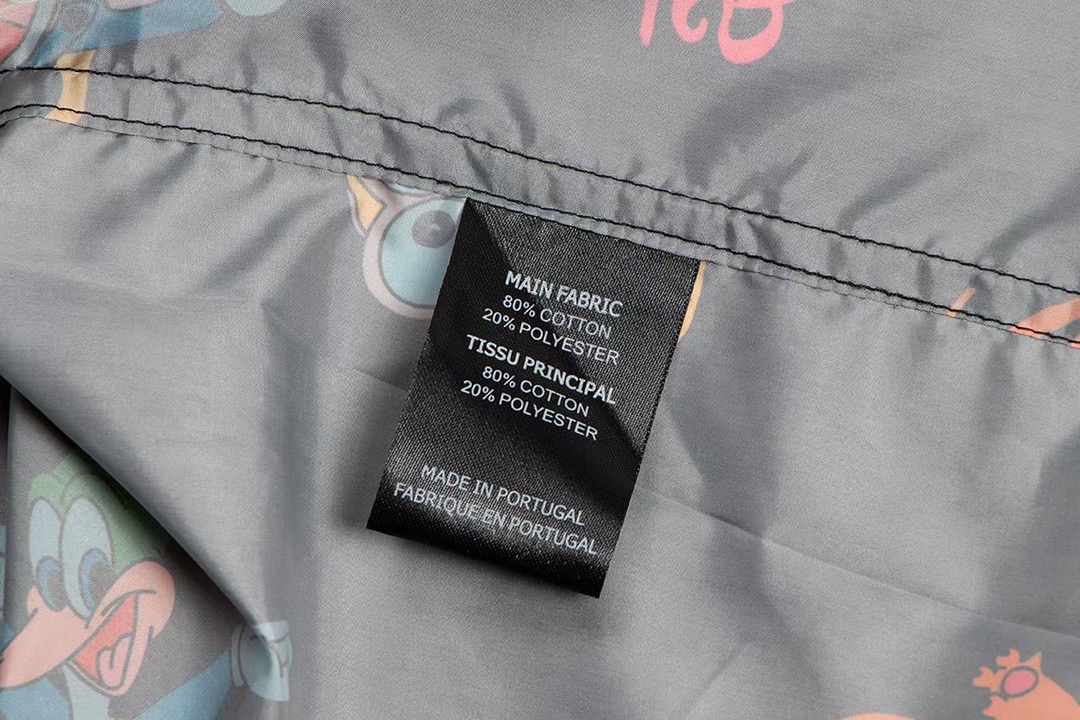 MAIN FABRIC
80% COTTON
20% POLYESTER
TISSU PRINCIPAL
80% COTTON
20% POLYESTER
MADE IN PORTUGAL
FABRIQUE EN PORTUGAL